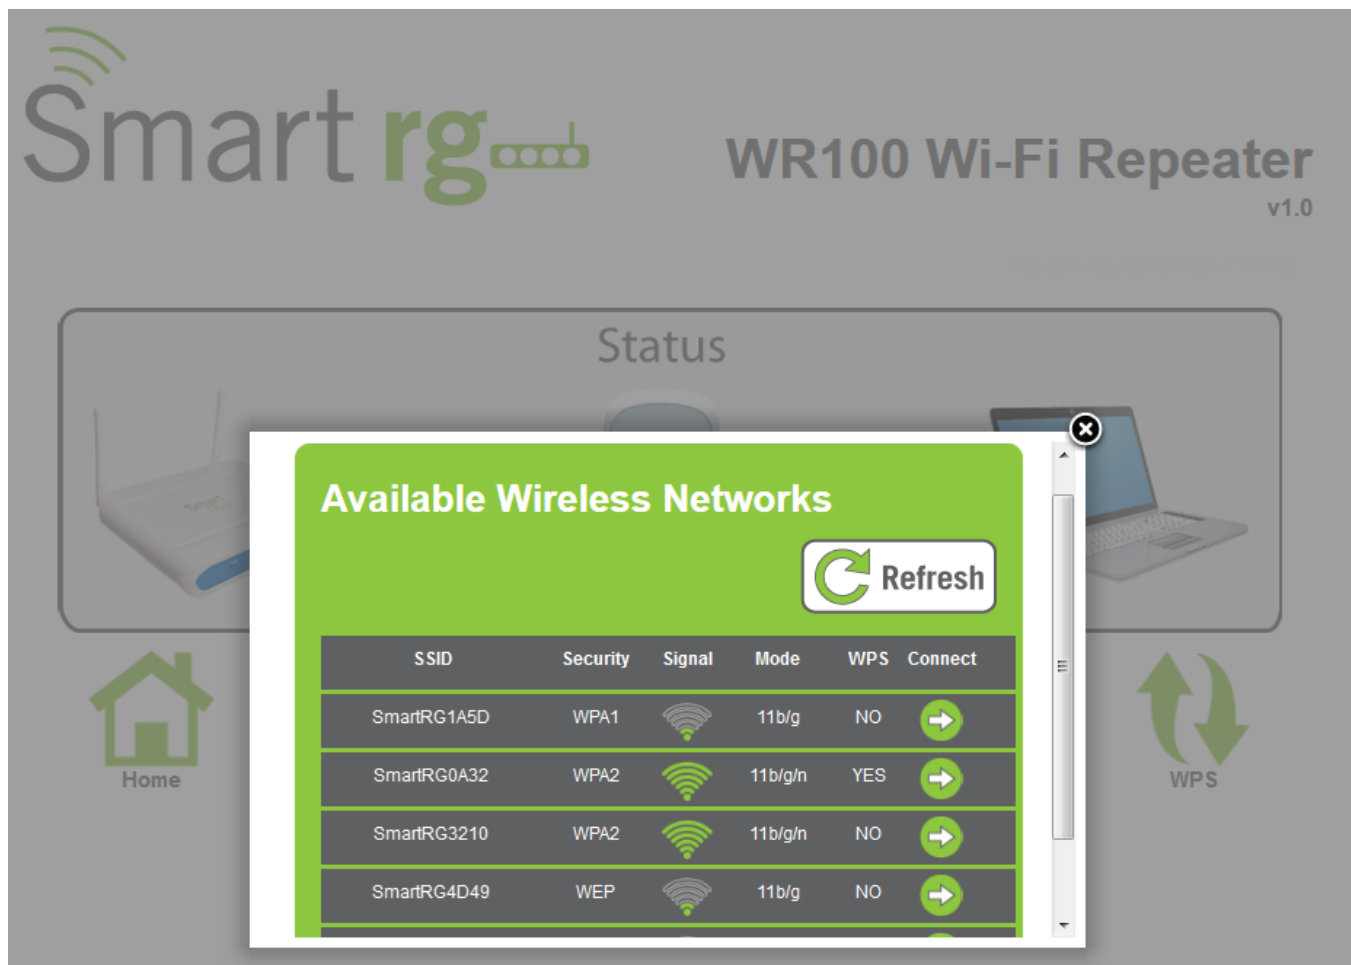 Smart rg
WR100 Wi-Fi Repeater
v1.0
Status
Available Wireless Networks
Refresh
SSID Security Signal Mode WPS Connect
SmartRG1A5D WPA1 11b/g NO
SmartRG0A32 WPA2 11b/g/n YES
SmartRG3210 WPA2 11b/g/n NO
SmartRG4D49 WEP 11b/g NO
Home
WPS